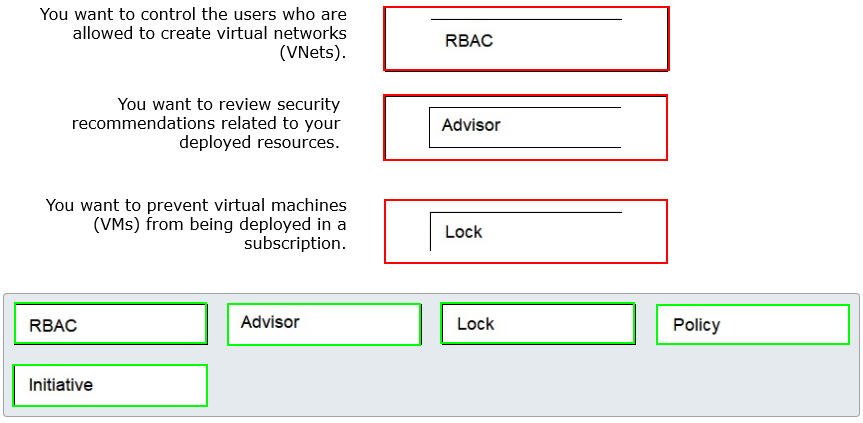 You want to control the users who are
allowed to create virtual networks
(VNets).
RBAC
You want to review security
recommendations related to your
deployed resources.
Advisor
You want to prevent virtual machines
(VMs) from being deployed in a
subscription.
Lock
RBAC
Advisor
Lock
Policy
Initiative